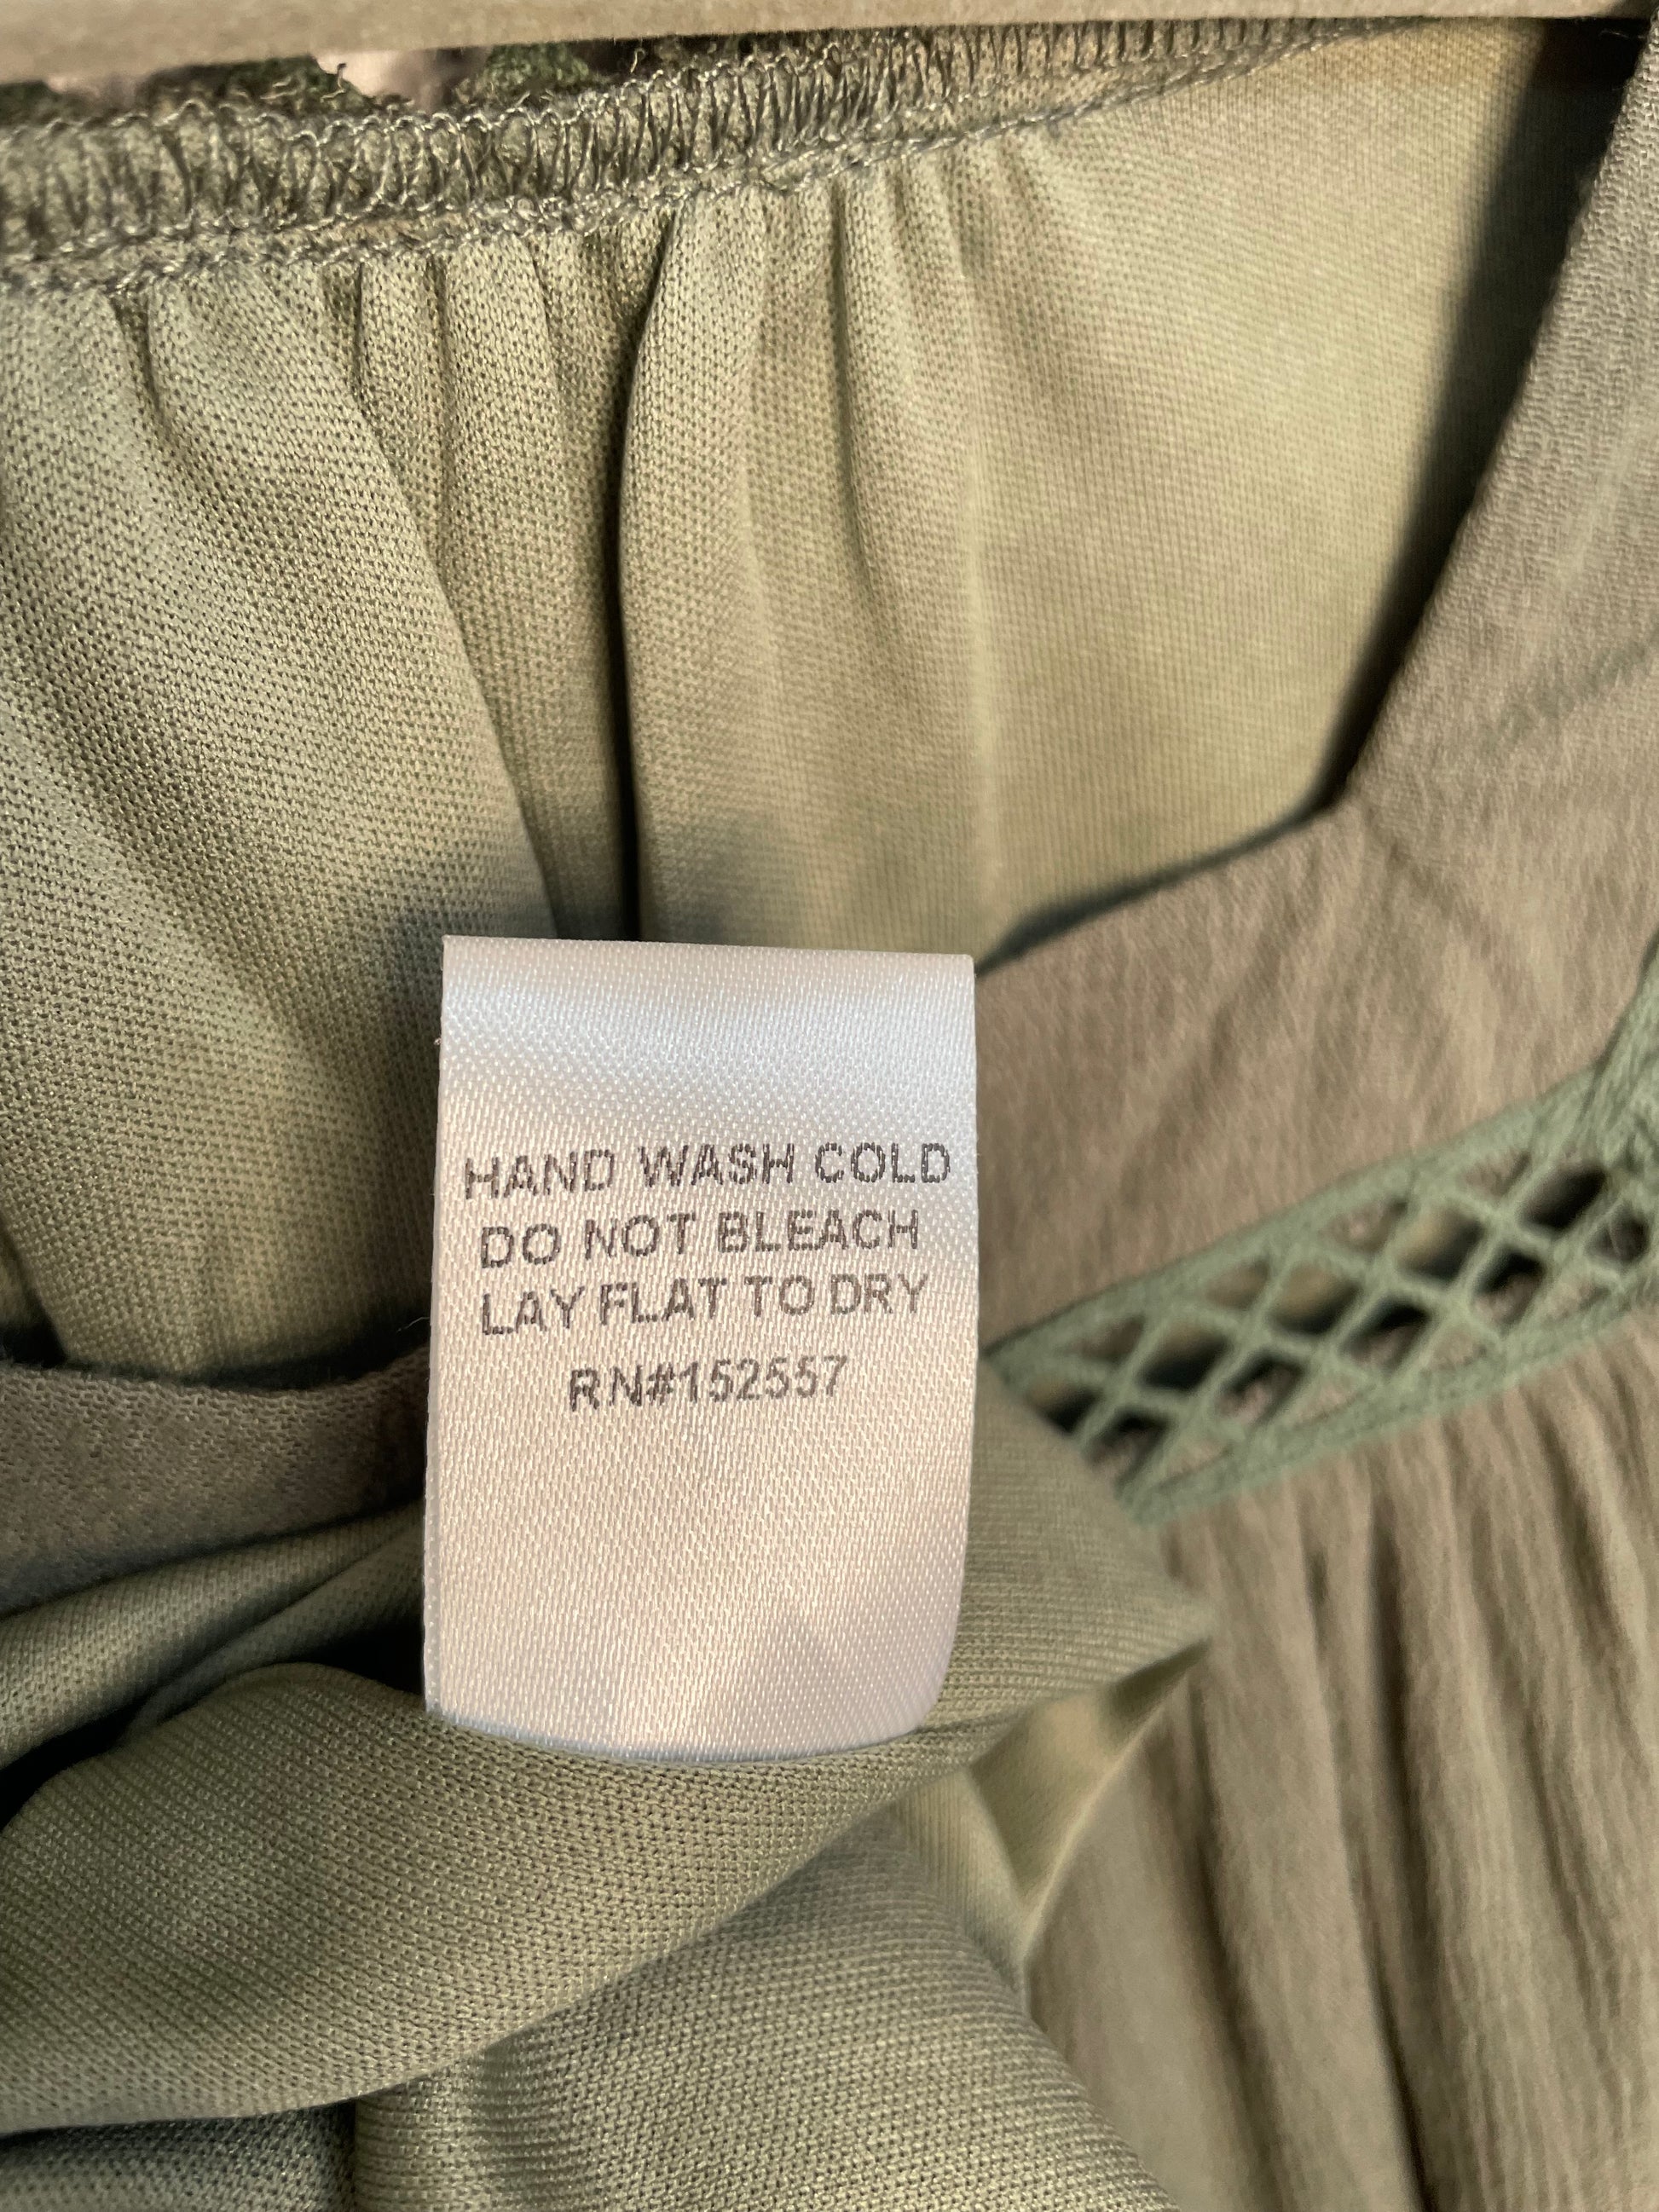 HAND WASH COLD
DO NOT BLEACH
LAY FLAT TO DRY
RN#152557